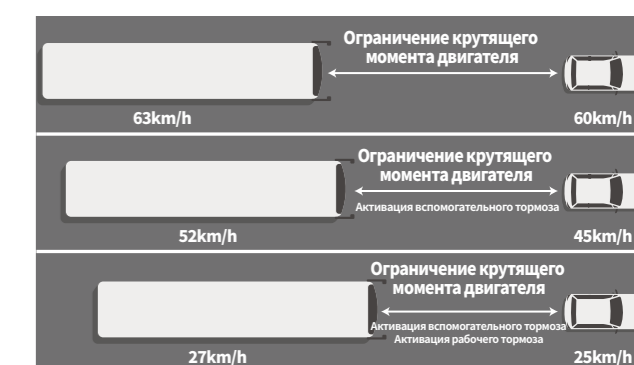 Ограничение крутящего
момента двигателя
63km/h
60km/h
Ограничение крутящего
момента двигателя
Активация вспомогательного тормоза
52km/h
45km/h
Ограничение крутящего
момента двигателя
Активация вспомогательного тормоза
Активация рабочего тормоза
27km/h
25km/h